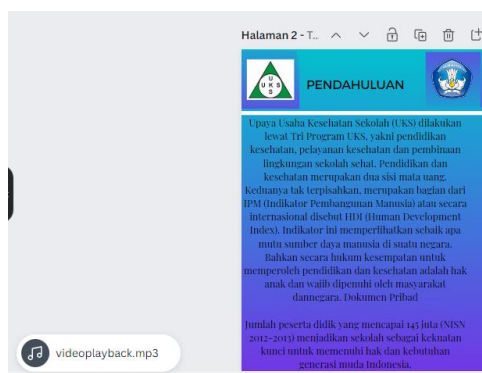 Halaman 2 - T...
UKS
PENDAHULUAN
Upaya Usaha Kesehatan Sekolah (UKS) dilakukan
lewat Tri Program UKS, yakni pendidikan
kesehatan, pelayanan kesehatan dan pembinaan
lingkungan sekolah sehat. Pendidikan dan
kesehatan merupakan dua sisi mata uang.
Keduanya tak terpisahkan, merupakan bagian dari
IPM (Indikator Pembangunan Manusia) atau secara
internasional disebut HDI (Human Development
Index). Indikator ini memperlihatkan sebaik apa
mutu sumber daya manusia di suatu negara.
Bahkan secara hukum kesempatan untuk
memperoleh pendidikan dan kesehatan adalah hak
anak dan wajib dipenuhi oleh masyarakat
dannegara. Dokumen Pribad
Jumlah peserta didik yang mencapai 145 juta (NISN
2012-2013) menjadikan sekolah sebagai kekuatan
kunci untuk memenuhi hak dan kebutuhan
generasi muda Indonesia.
videoplayback.mp3